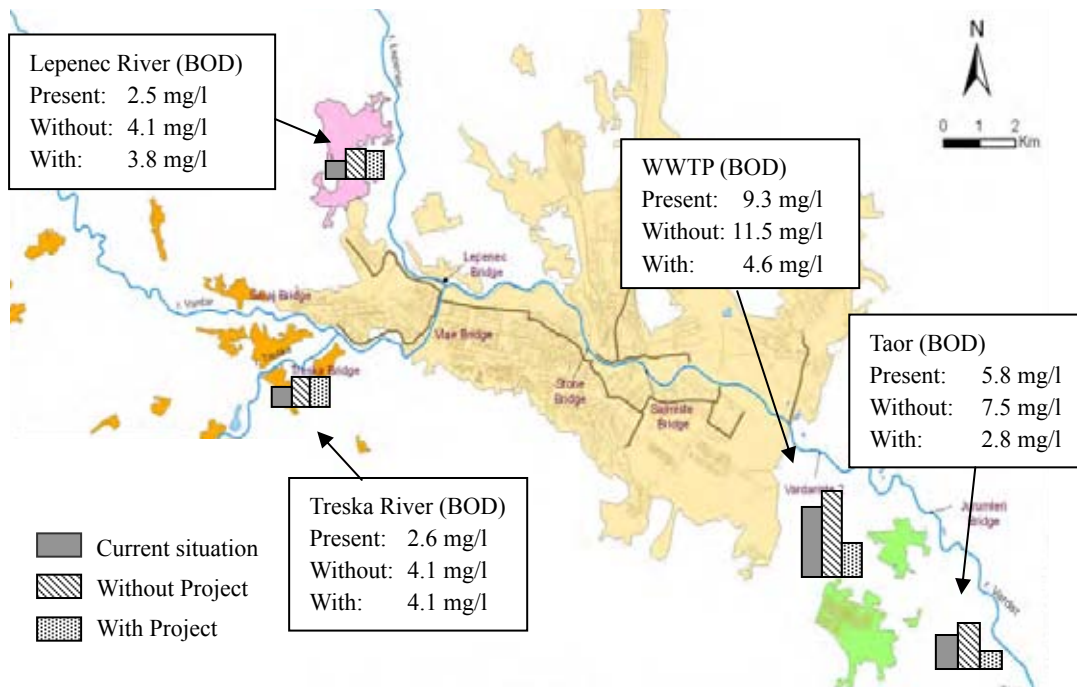 Lepenec River (BOD)
Present: 2.5 mg/l
Without: 4.1 mg/l
With: 3.8 mg/l
r. Lepenec
N
0 1 2
Km
WWTP (BOD)
Present: 9.3 mg/l
Without: 11.5 mg/l
With: 4.6 mg/l
Lepenec
Bridge
r. Vardar
Bridge
Vlae Bridge
Taor (BOD)
Present: 5.8 mg/l
Without: 7.5 mg/l
With: 2.8 mg/l
Treska Bridge
Stone
Bridge
Bridge
Treska River (BOD)
Present: 2.6 mg/l
Without: 4.1 mg/l
With: 4.1 mg/l
Jurumleri
Bridge
r. Vardar
Current situation
Without Project
With Project